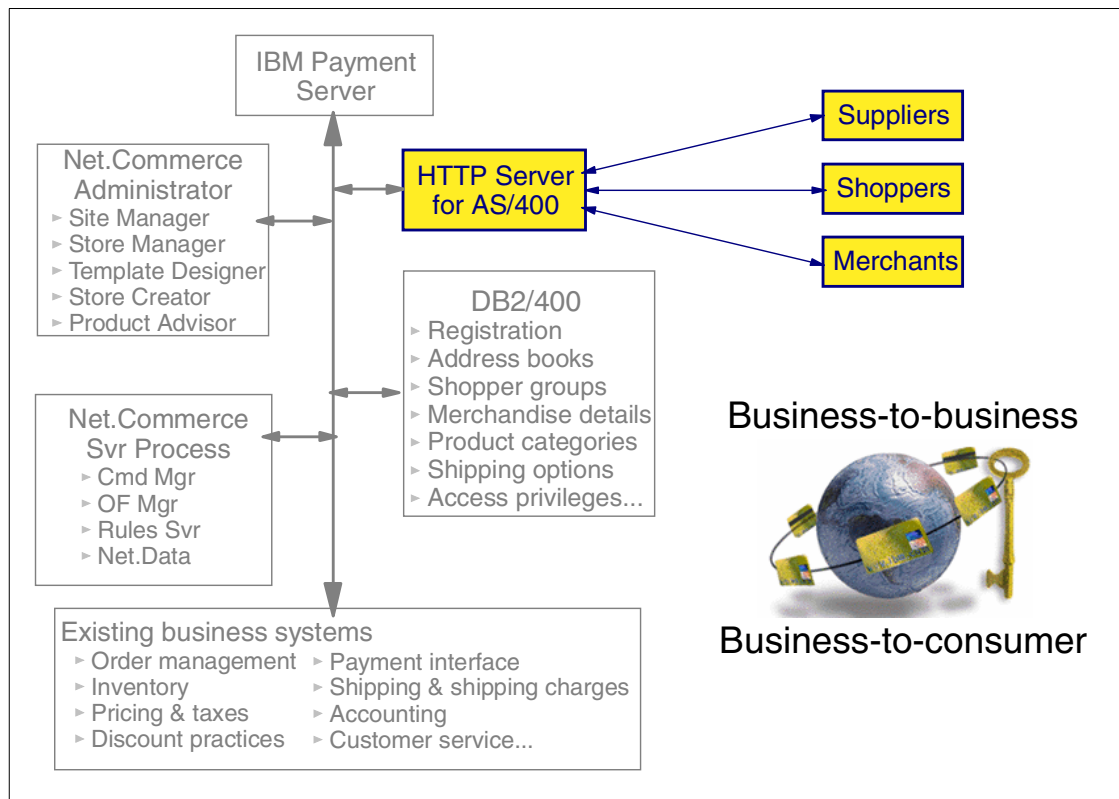 IBM Payment
Server
Suppliers
Net.Commerce
Administrator
Site Manager
Store Manager
Template Designer
Store Creator
Product Advisor
HTTP Server
for AS/400
Shoppers
Merchants
DB2/400
Registration
Address books
Shopper groups
Merchandise details
Product categories
Shipping options
Access privileges...
Net.Commerce
Svr Process
Cmd Mgr
OF Mgr
Rules Svr
Net.Data
Business-to-business
Business-to-consumer
Existing business systems
Order management
Inventory
Pricing & taxes
Discount practices
Payment interface
Shipping & shipping charges
Accounting
Customer service...